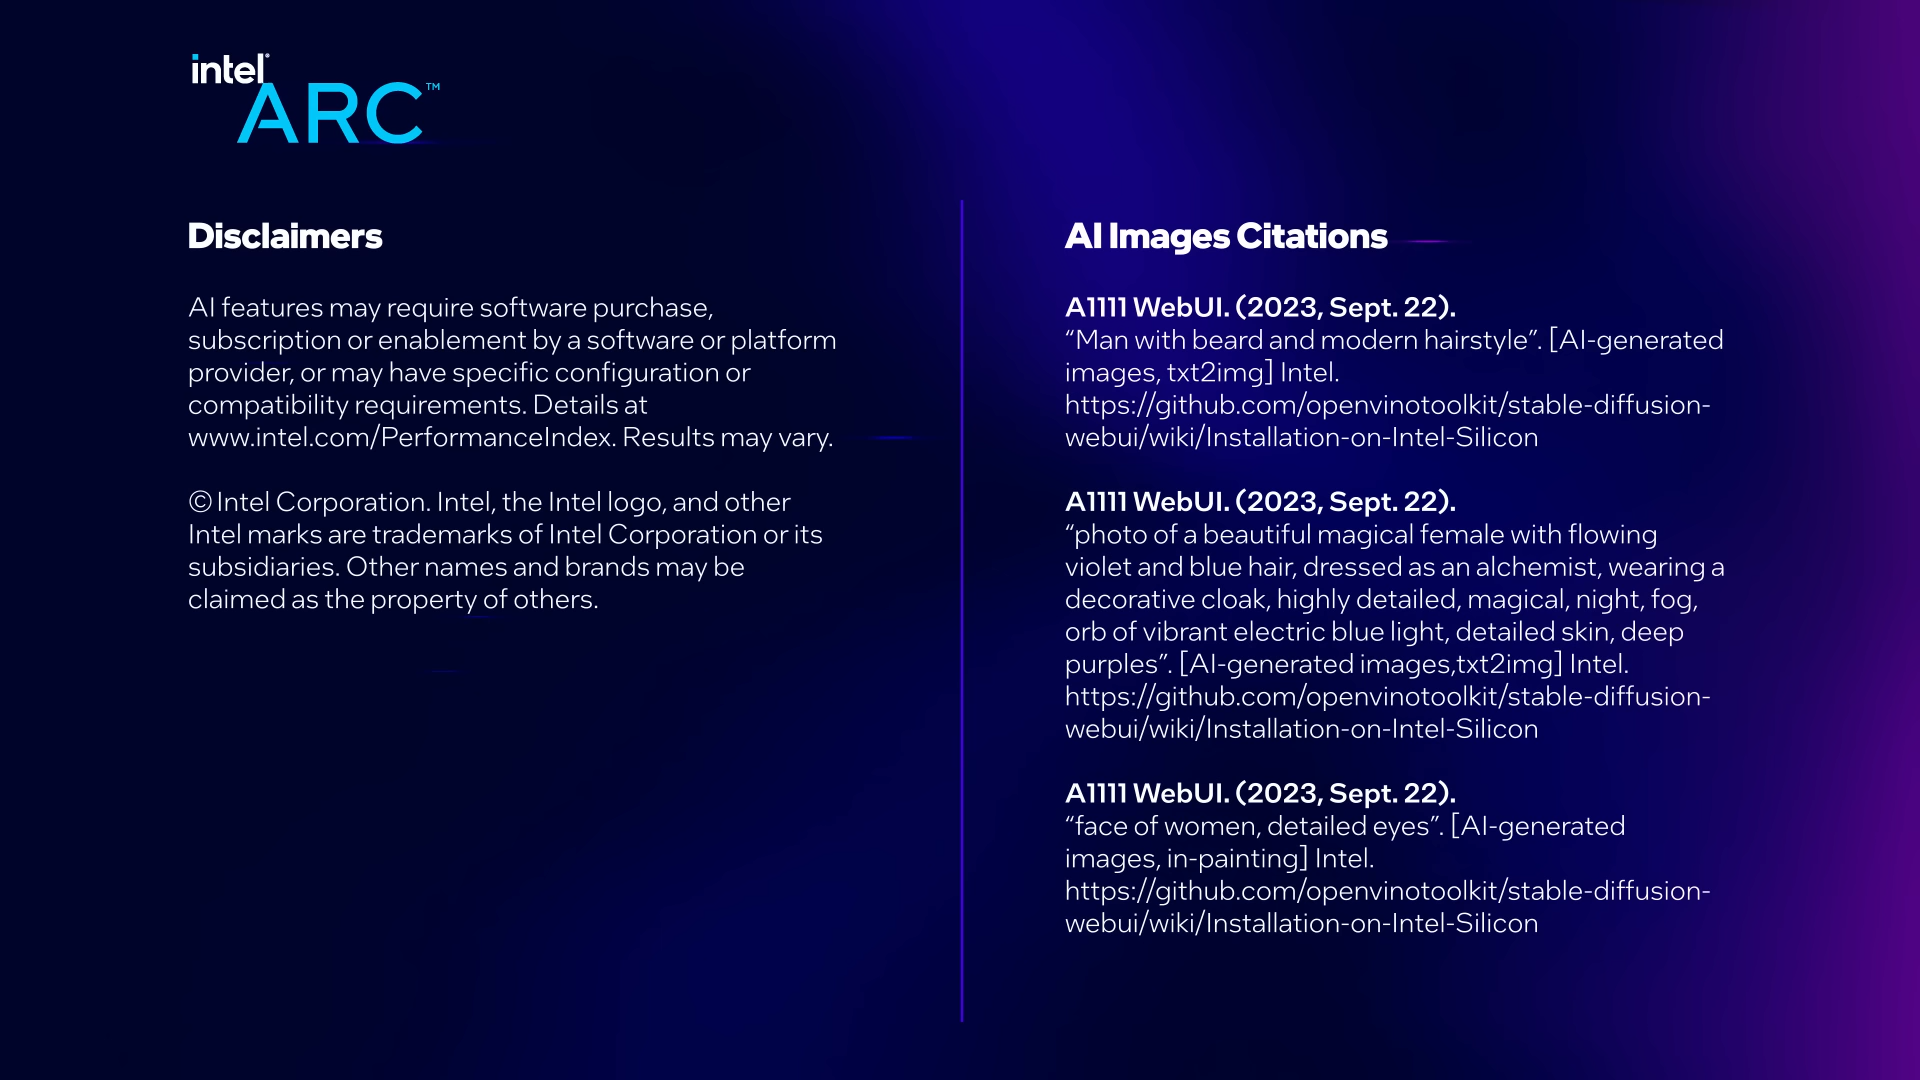 intel®
ARC™
Disclaimers
AI features may require software purchase,
subscription or enablement by a software or platform
provider, or may have specific configuration or
compatibility requirements. Details at
www.intel.com/PerformanceIndex. Results may vary.
© Intel Corporation. Intel, the Intel logo, and other
Intel marks are trademarks of Intel Corporation or its
subsidiaries. Other names and brands may be
claimed as the property of others.
AI Images Citations
A1111 WebUI. (2023, Sept. 22).
“Man with beard and modern hairstyle”. [AI-generated
images, txt2img] Intel.
https://github.com/openvinotoolkit/stable-diffusion-
webui/wiki/Installation-on-Intel-Silicon
A1111 WebUI. (2023, Sept. 22).
“photo of a beautiful magical female with flowing
violet and blue hair, dressed as an alchemist, wearing a
decorative cloak, highly detailed, magical, night, fog,
orb of vibrant electric blue light, detailed skin, deep
purples”. [AI-generated images,txt2img] Intel.
https://github.com/openvinotoolkit/stable-diffusion-
webui/wiki/Installation-on-Intel-Silicon
A1111 WebUI. (2023, Sept. 22).
“face of women, detailed eyes”. [AI-generated
images, in-painting] Intel.
https://github.com/openvinotoolkit/stable-diffusion-
webui/wiki/Installation-on-Intel-Silicon